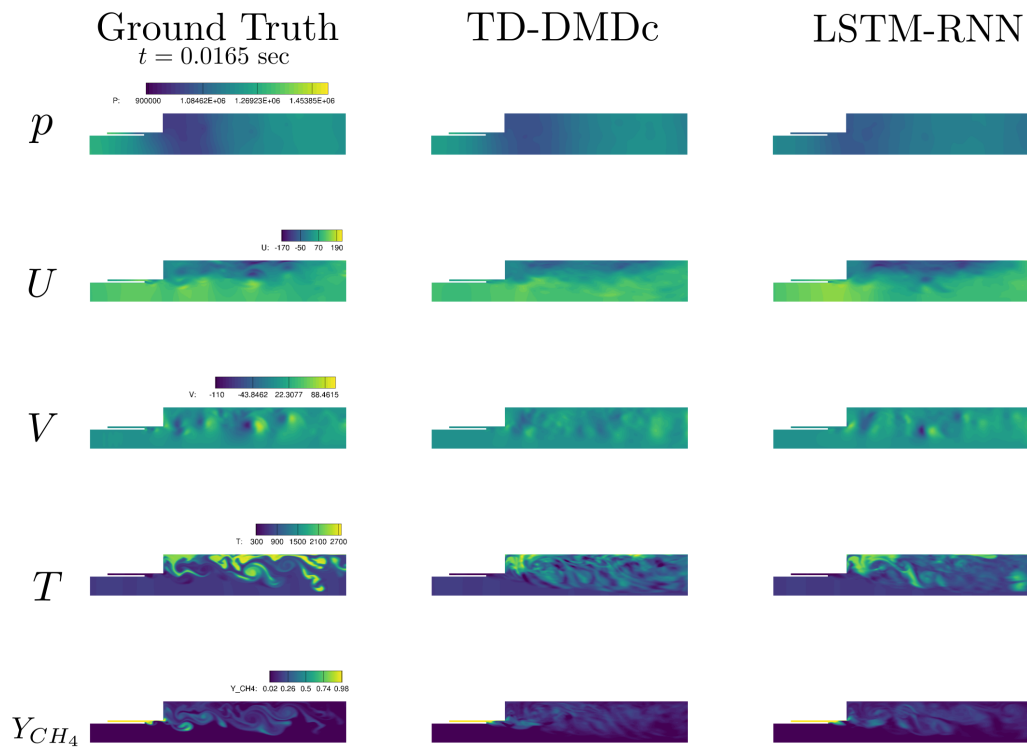 Ground Truth TD-DMDc LSTM-RNN
t = 0.0165 sec
P: 900000 1.08462E+06 1.26923E+06 1.45385E+06
p
U: -170 -50 70 190
U
V: -110 -43.8462 22.3077 88.4615
V
T: 300 900 1500 2100 2700
T
Y_CH4: 0.02 0.26 0.5 0.74 0.98
Y_{CH_4}